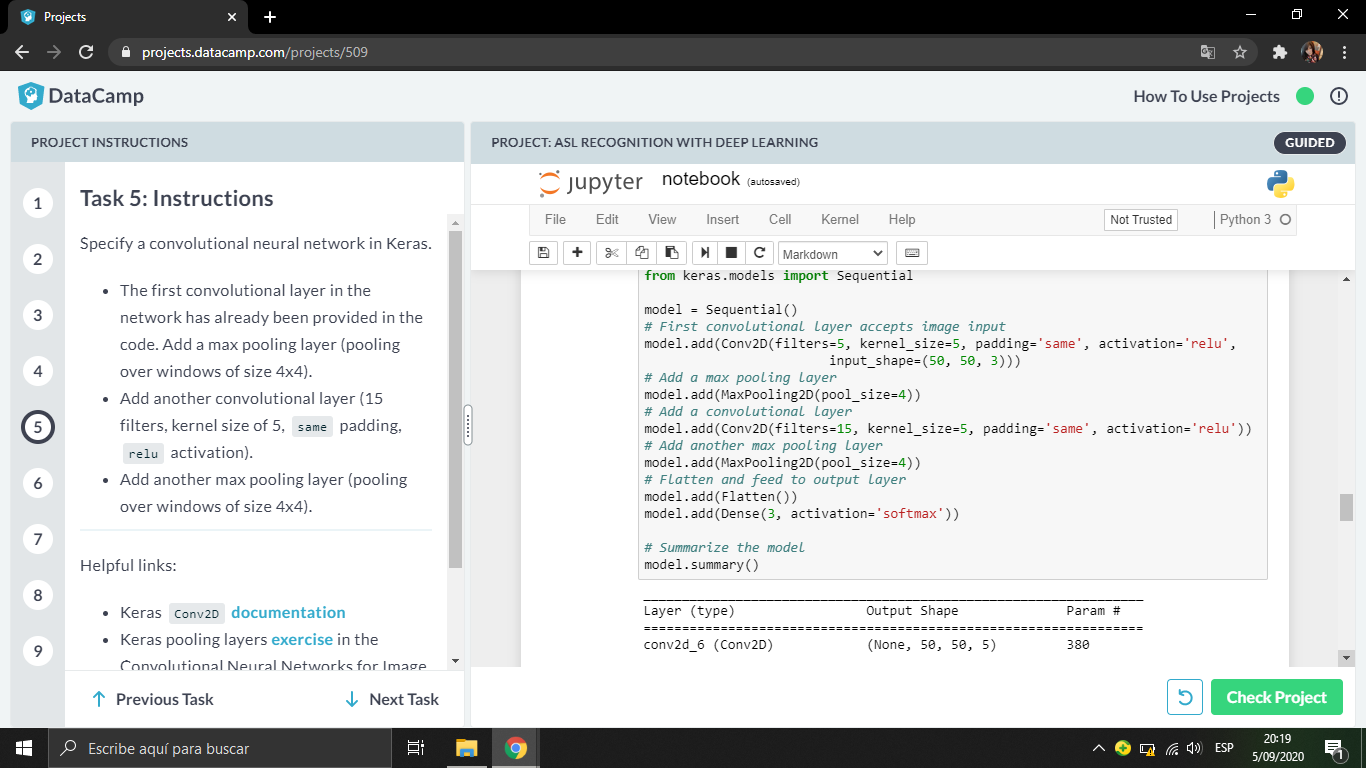 Projects
projects.datacamp.com/projects/509
DataCamp
How To Use Projects
PROJECT INSTRUCTIONS
1
2
3
4
5
6
7
8
9
Task 5: Instructions
Specify a convolutional neural network in Keras.
• The first convolutional layer in the
network has already been provided in the
code. Add a max pooling layer (pooling
over windows of size 4x4).
• Add another convolutional layer (15
filters, kernel size of 5, same padding,
relu activation).
• Add another max pooling layer (pooling
over windows of size 4x4).
Helpful links:
• Keras Conv2D documentation
• Keras pooling layers exercise in the
Convolutional Neural Networks for Image
Previous Task
Next Task
PROJECT: ASL RECOGNITION WITH DEEP LEARNING
GUIDED
jupyter notebook (autosaved)
File Edit View Insert Cell Kernel Help
Not Trusted
Python 3
Markdown
from keras.models import Sequential
model = Sequential()
# First convolutional layer accepts image input
model.add(Conv2D(filters=5, kernel_size=5, padding='same', activation='relu',
input_shape=(50, 50, 3)))
# Add a max pooling layer
model.add(MaxPooling2D(pool_size=4))
# Add a convolutional layer
model.add(Conv2D(filters=15, kernel_size=5, padding='same', activation='relu'))
# Add another max pooling layer
model.add(MaxPooling2D(pool_size=4))
# Flatten and feed to output layer
model.add(Flatten())
model.add(Dense(3, activation='softmax'))
# Summarize the model
model.summary()
_________________________________________________________________
Layer (type) Output Shape Param #
=================================================================
conv2d_6 (Conv2D) (None, 50, 50, 5) 380
Check Project
Escribe aquí para buscar
ESP
20:19
5/09/2020
1